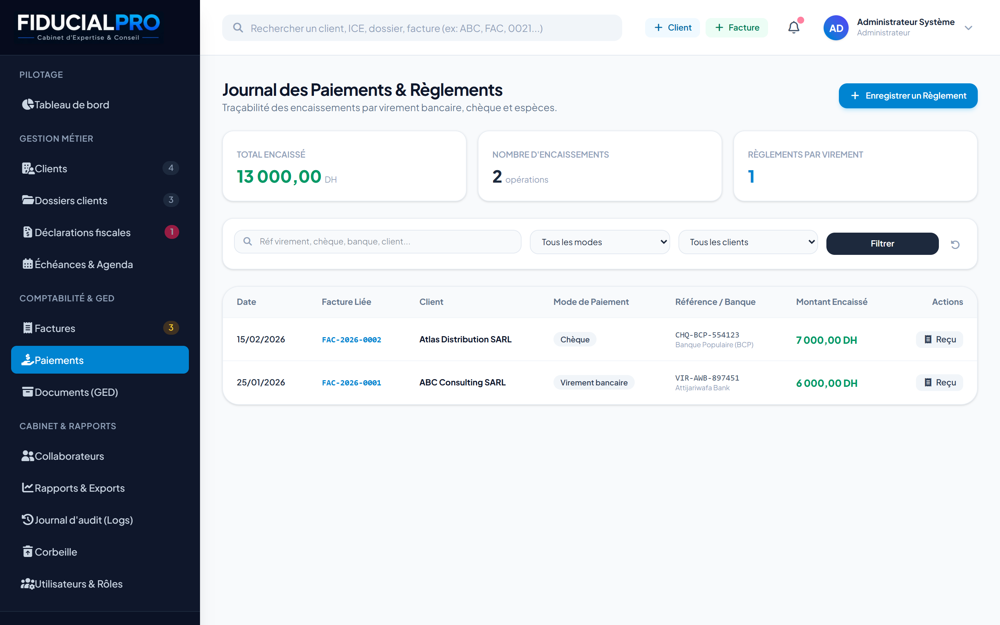 FIDUCIALPRO
Cabinet d'Expertise & Conseil
PILOTAGE
Tableau de bord
GESTION MÉTIER
Clients 4
Dossiers clients 3
Déclarations fiscales 1
Échéances & Agenda
COMPTABILITÉ & GED
Factures 3
Paiements
Documents (GED)
CABINET & RAPPORTS
Collaborateurs
Rapports & Exports
Journal d'audit (Logs)
Corbeille
Utilisateurs & Rôles
Rechercher un client, ICE, dossier, facture (ex: ABC, FAC, 0021...)
+ Client
+ Facture
AD
Administrateur Système
Administrateur
Journal des Paiements & Règlements
Traçabilité des encaissements par virement bancaire, chèque et espèces.
+ Enregistrer un Règlement
TOTAL ENCAISSÉ
13 000,00 DH
NOMBRE D'ENCAISSEMENTS
2 opérations
RÈGLEMENTS PAR VIREMENT
1
Réf virement, chèque, banque, client...
Tous les modes
Tous les clients
Filtrer
Date Facture Liée Client Mode de Paiement Référence / Banque Montant Encaissé Actions
15/02/2026 FAC-2026-0002 Atlas Distribution SARL Chèque CHQ-BCP-554123 7 000,00 DH Reçu
Banque Populaire (BCP)
25/01/2026 FAC-2026-0001 ABC Consulting SARL Virement bancaire VIR-AWB-897451 6 000,00 DH Reçu
Attijariwafa Bank